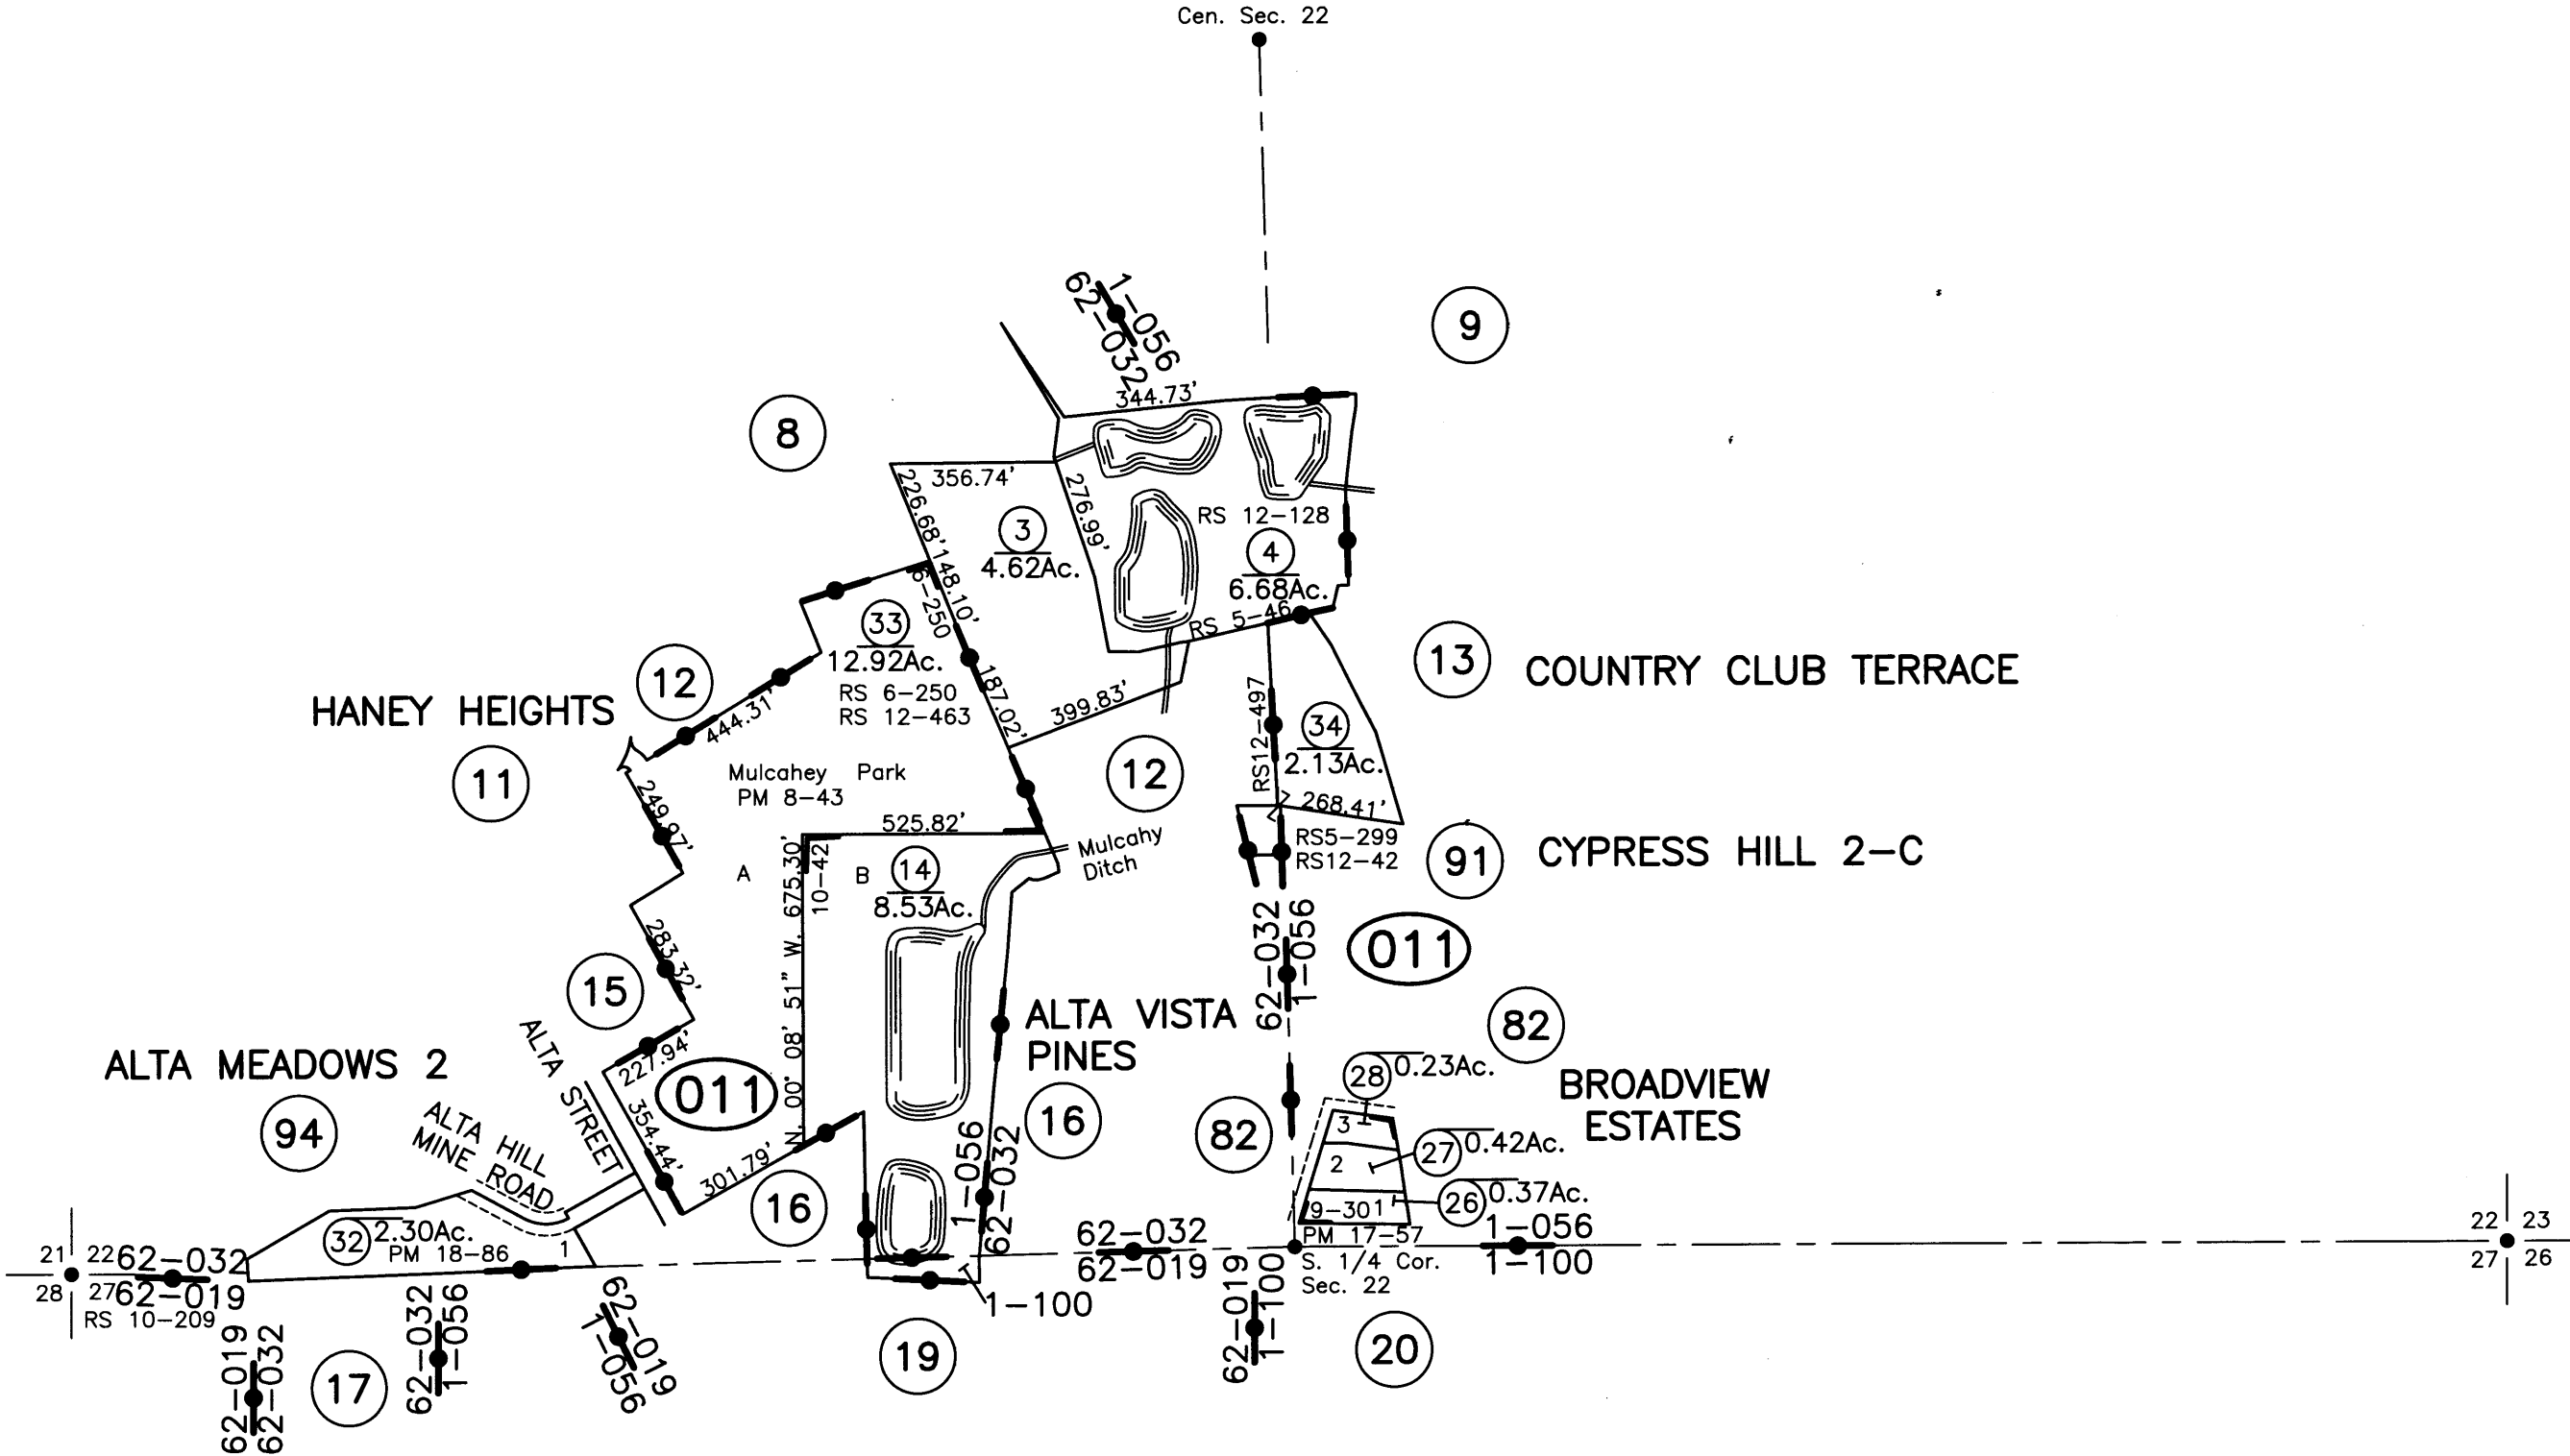 Cen. Sec. 22
1-056
62-032
9
344.73'
8
356.74'
226.68'
276.99'
RS 12-128
3
4.62Ac.
4
6.68Ac.
148.10'
6-250
RS 5-46
33
12.92Ac.
RS 6-250
RS 12-463
187.02'
399.83'
12
444.31'
HANEY HEIGHTS
11
13
COUNTRY CLUB TERRACE
RS12-497
34
2.13Ac.
268.41'
12
Mulcahey Park
PM 8-43
249.97'
525.82'
Mulcahy
Ditch
RS5-299
RS12-42
91
CYPRESS HILL 2-C
A
N. 00° 08' 51" W. 675.30'
10-42
B
14
8.53Ac.
62-032
1-056
011
283.32'
15
ALTA VISTA
PINES
16
82
ALTA MEADOWS 2
94
ALTA STREET
227.94'
011
354.44'
301.79'
16
ALTA HILL
MINE ROAD
1-056
62-032
82
28
0.23Ac.
BROADVIEW
ESTATES
3
27
0.42Ac.
2
26
0.37Ac.
9-30
1
PM 17-57
S. 1/4 Cor.
Sec. 22
32
2.30Ac.
PM 18-86
1
21 22
28 27
62-032
62-019
RS 10-209
62-019
62-032
17
62-032
1-056
62-019
1-056
19
1-100
62-032
62-019
62-019
1-100
20
1-056
1-100
22 23
27 26